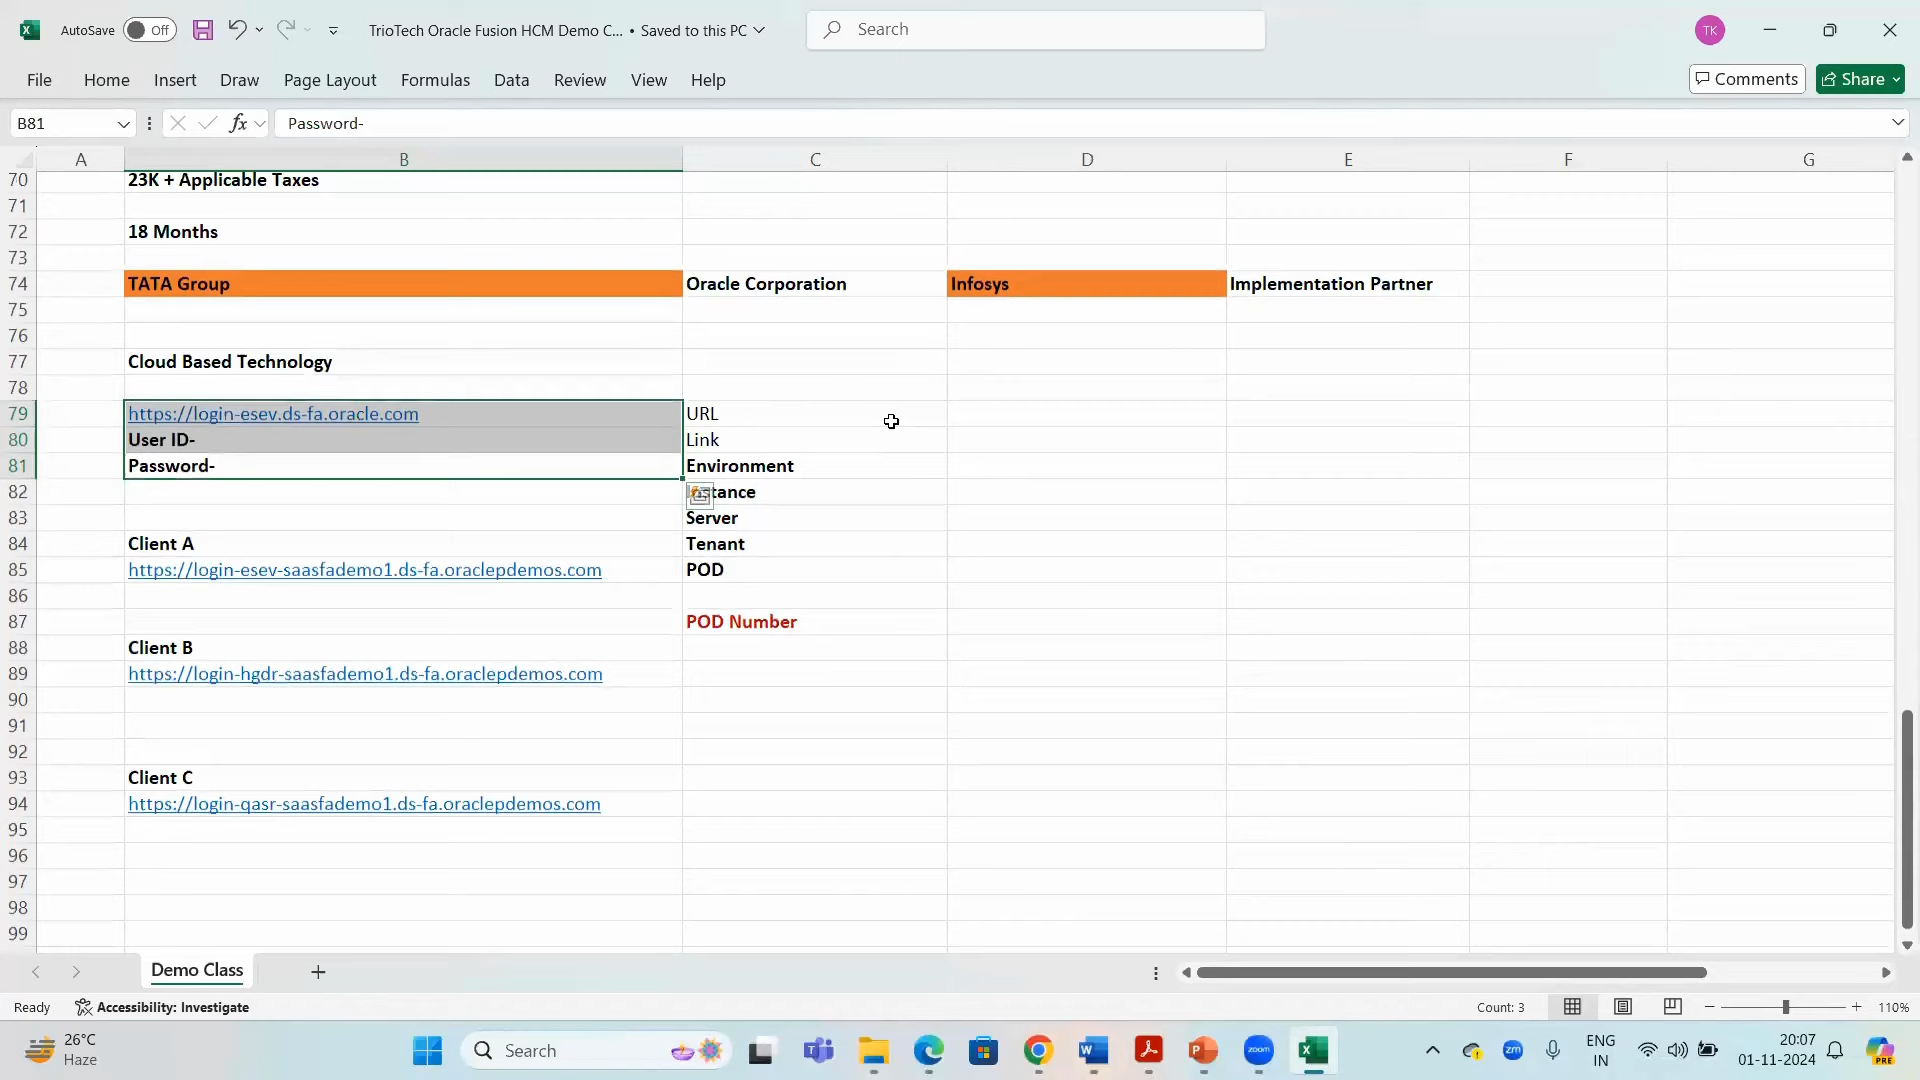 AutoSave Off TrioTech Oracle Fusion HCM Demo C... • Saved to this PC Search TK
File Home Insert Draw Page Layout Formulas Data Review View Help Comments Share
B81 fx Password-
A B C D E F G
70 23K + Applicable Taxes
71
72 18 Months
73
74 TATA Group Oracle Corporation Infosys Implementation Partner
75
76
77 Cloud Based Technology
78
79 https://login-esev.ds-fa.oracle.com URL
80 User ID- Link
81 Password- Environment
82 tance
83 Server
84 Client A Tenant
85 https://login-esev-saasfademo1.ds-fa.oraclepdemos.com POD
86
87 POD Number
88 Client B
89 https://login-hgdr-saasfademo1.ds-fa.oraclepdemos.com
90
91
92
93 Client C
94 https://login-qasr-saasfademo1.ds-fa.oraclepdemos.com
95
96
97
98
99
Demo Class
Ready Accessibility: Investigate Count: 3 110%
26°C
Haze
Search
zoom
zm
ENG
IN
20:07
01-11-2024
PRE